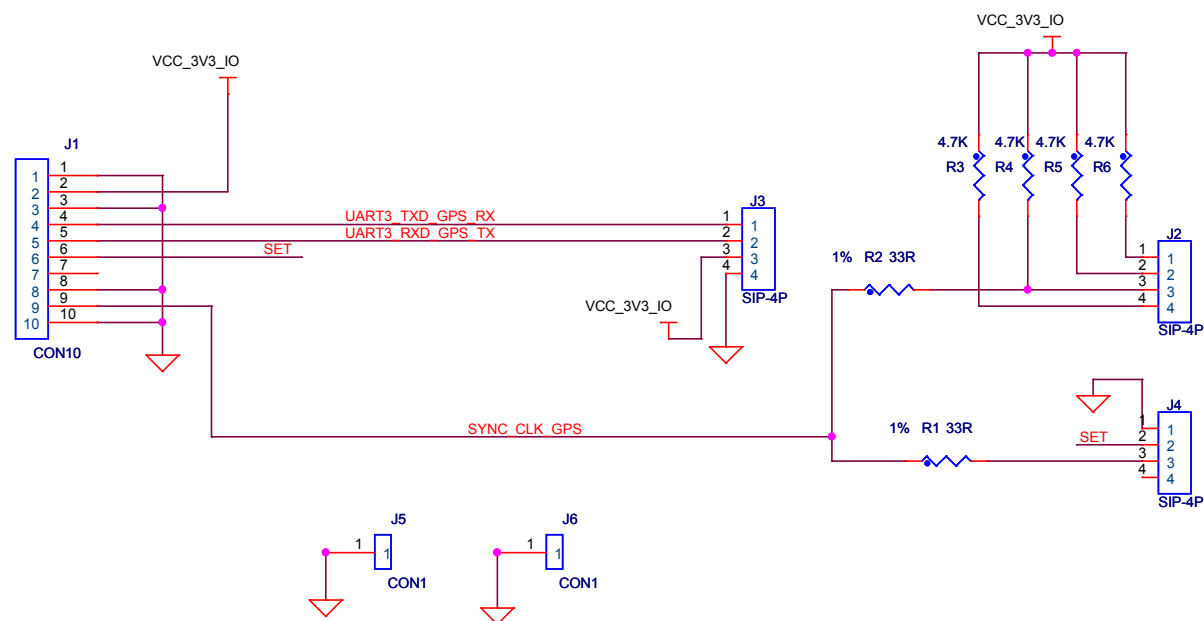 VCC_3V3_IO
VCC_3V3_IO
J1
1
2
3
4
5
6
7
8
9
10
1
2
3
4
5
6
7
8
9
10
CON10
UART3_TXD_GPS_RX
UART3_RXD_GPS_TX
SET
J3
1
2
3
4
1
2
3
4
SIP-4P
VCC_3V3_IO
4.7K
R3
4.7K
R4
4.7K
R5
4.7K
R6
1% R2 33R
J2
1
2
3
4
1
2
3
4
SIP-4P
SYNC_CLK_GPS
1% R1 33R
SET
J4
1
2
3
4
1
2
3
4
SIP-4P
J5
1
1
CON1
J6
1
1
CON1